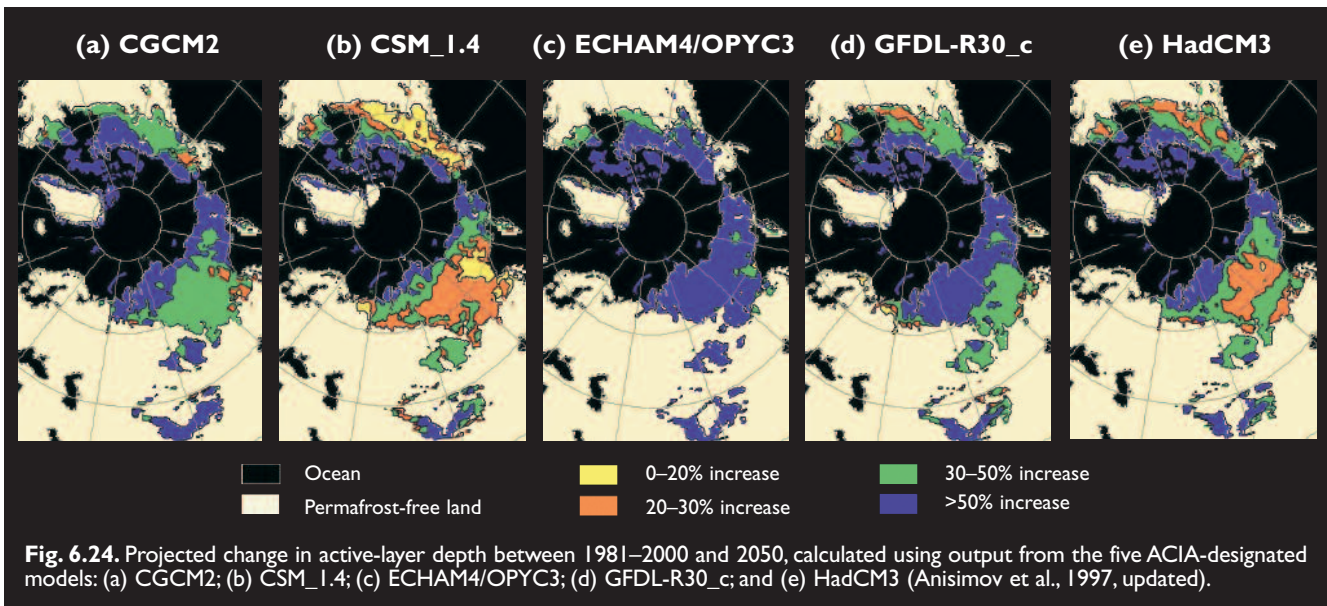 (a) CGCM2
(b) CSM_1.4
(c) ECHAM4/OPYC3
(d) GFDL-R30_c
(e) HadCM3
Ocean
0–20% increase
30–50% increase
Permafrost-free land
20–30% increase
>50% increase
Fig. 6.24. Projected change in active-layer depth between 1981–2000 and 2050, calculated using output from the five ACIA-designated
models: (a) CGCM2; (b) CSM_1.4; (c) ECHAM4/OPYC3; (d) GFDL-R30_c; and (e) HadCM3 (Anisimov et al., 1997, updated).